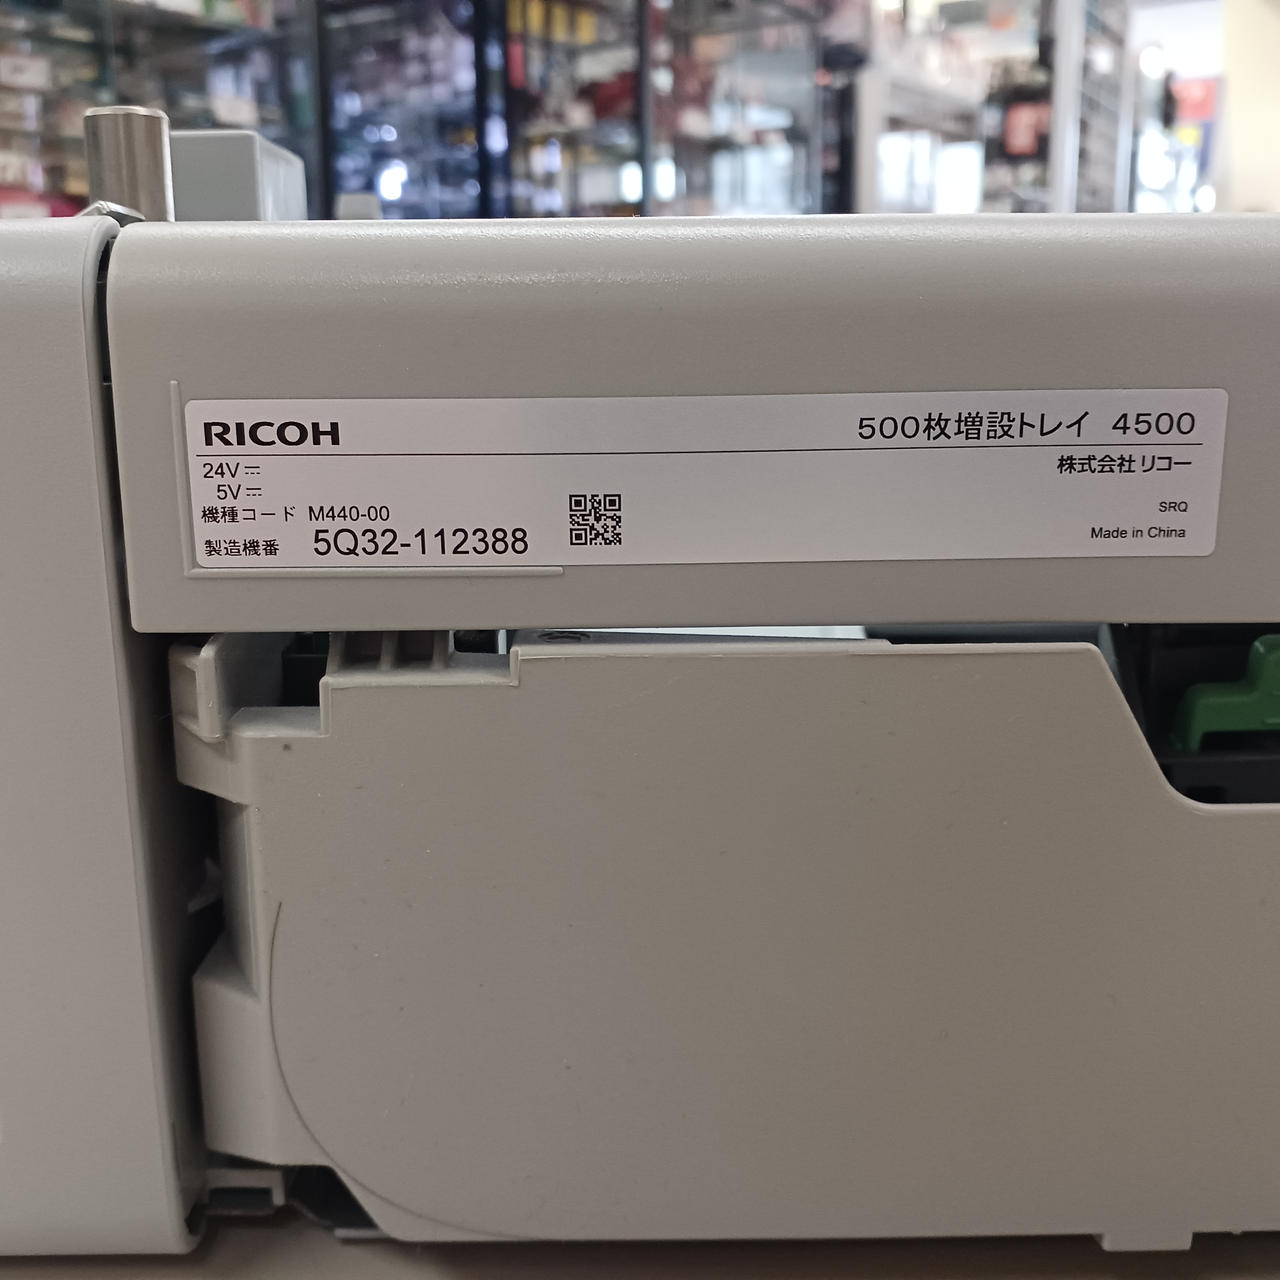 RICOH 500枚増設トレイ 4500
24V⎓ 株式会社 リコー
5V⎓
機種コード M440-00 SRQ
製造機番 5Q32-112388 Made in China